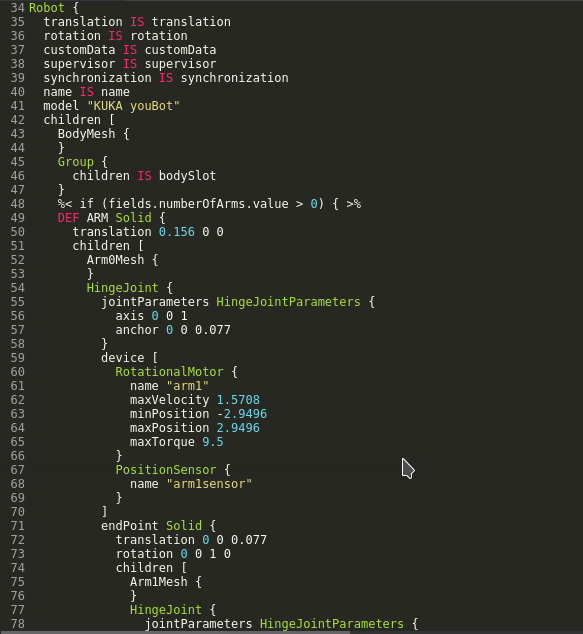 34 Robot {
35   translation IS translation
36   rotation IS rotation
37   customData IS customData
38   supervisor IS supervisor
39   synchronization IS synchronization
40   name IS name
41   model "KUKA youBot"
42   children [
43     BodyMesh {
44     }
45     Group {
46       children IS bodySlot
47     }
48     %< if (fields.numberOfArms.value > 0) { >%
49     DEF ARM Solid {
50       translation 0.156 0 0
51       children [
52         Arm0Mesh {
53         }
54         HingeJoint {
55           jointParameters HingeJointParameters {
56             axis 0 0 1
57             anchor 0 0 0.077
58           }
59           device [
60             RotationalMotor {
61               name "arm1"
62               maxVelocity 1.5708
63               minPosition -2.9496
64               maxPosition 2.9496
65               maxTorque 9.5
66             }
67             PositionSensor {
68               name "arm1sensor"
69             }
70           ]
71           endPoint Solid {
72             translation 0 0 0.077
73             rotation 0 0 1 0
74             children [
75               Arm1Mesh {
76               }
77               HingeJoint {
78                 jointParameters HingeJointParameters {